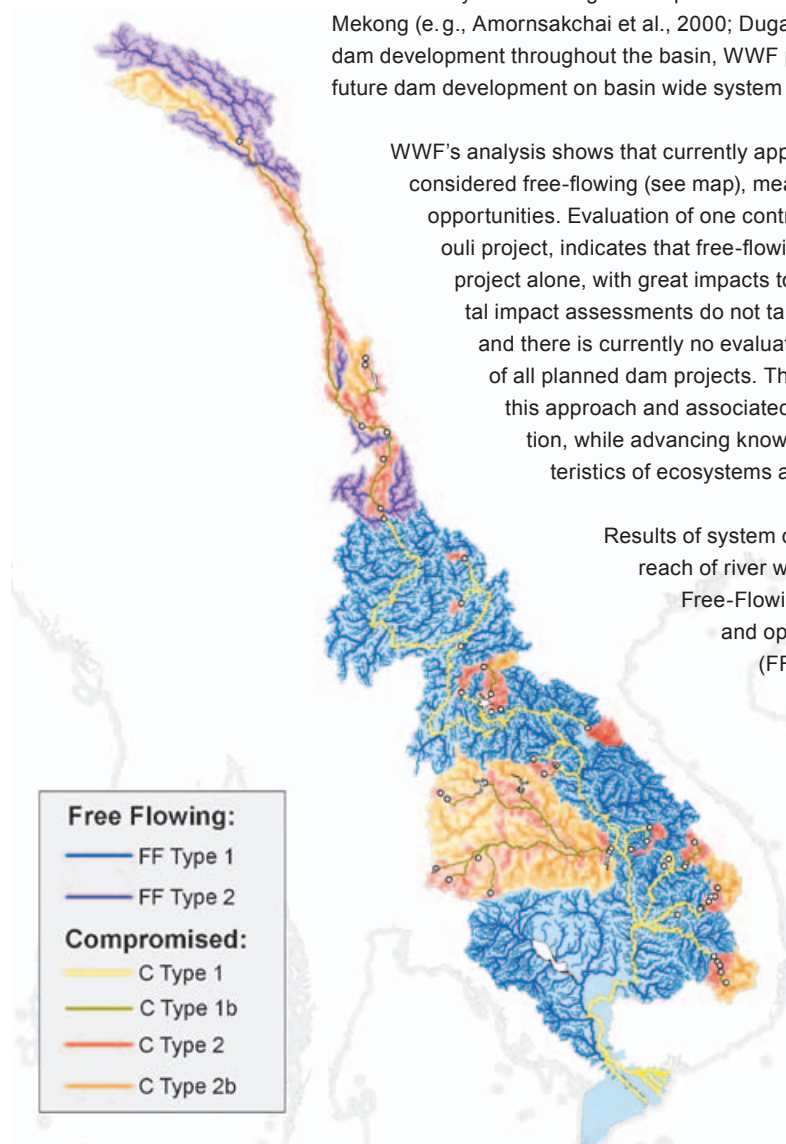 Mekong (e.g., Amornsakchai et al., 2000; Duga
dam development throughout the basin, WWF
future dam development on basin wide system
WWF's analysis shows that currently app
considered free-flowing (see map), mea
opportunities. Evaluation of one contr
ouli project, indicates that free-flowi
project alone, with great impacts to
tal impact assessments do not ta
and there is currently no evaluat
of all planned dam projects. Th
this approach and associated
tion, while advancing know
teristics of ecosystems a
Results of system
reach of river w
Free-Flowi
and op
(FF
Free Flowing:
FF Type 1
FF Type 2
Compromised:
C Type 1
C Type 1b
C Type 2
C Type 2b